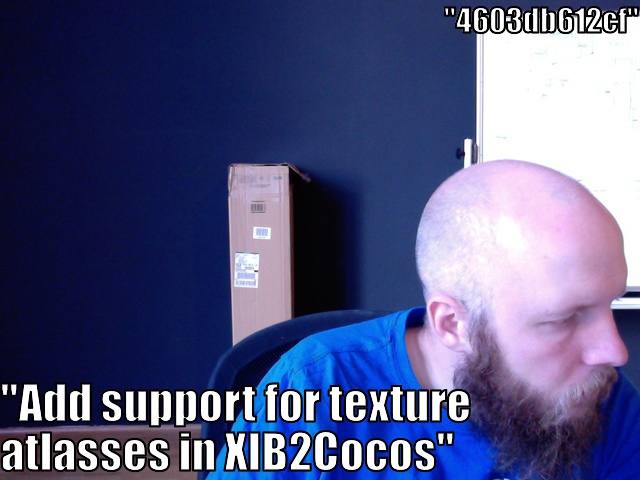 "4603db612cf"
"Add support for texture
atlasses in XIB2Cocos"